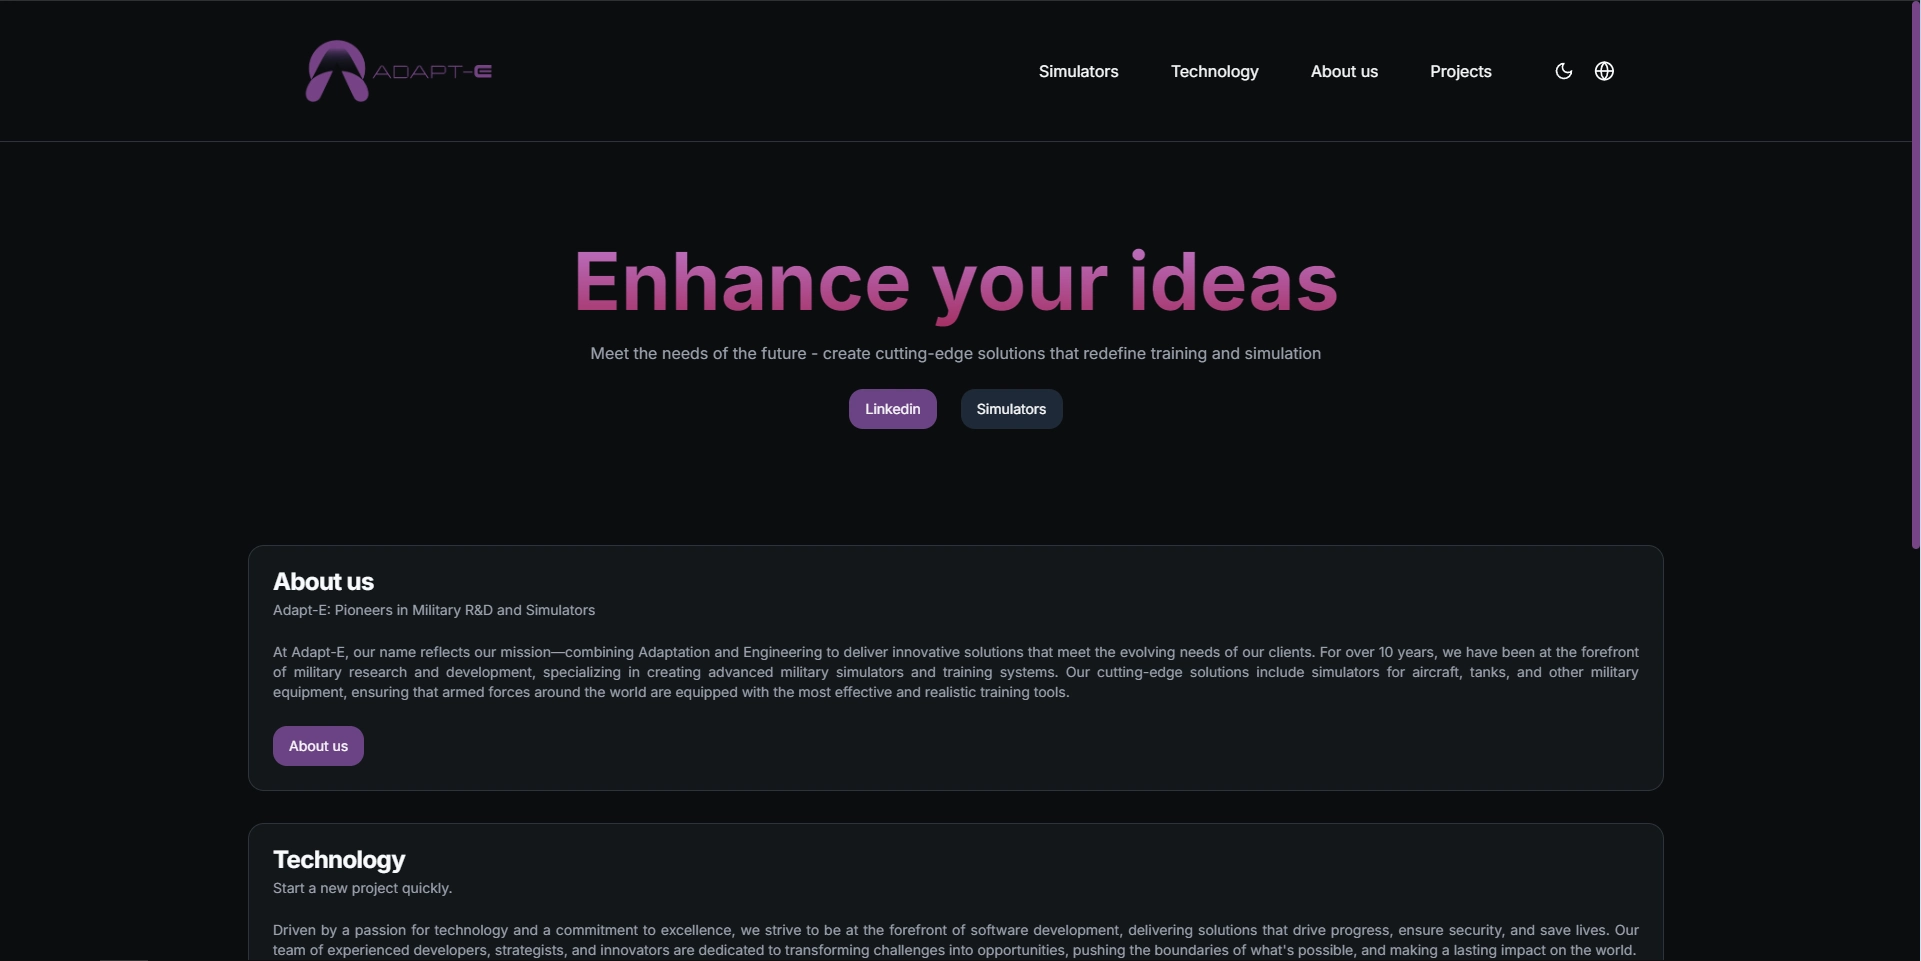 ADAPT-E
Simulators
Technology
About us
Projects
Enhance your ideas
Meet the needs of the future - create cutting-edge solutions that redefine training and simulation
Linkedin
Simulators
About us
Adapt-E: Pioneers in Military R&D and Simulators
At Adapt-E, our name reflects our mission—combining Adaptation and Engineering to deliver innovative solutions that meet the evolving needs of our clients. For over 10 years, we have been at the forefront
of military research and development, specializing in creating advanced military simulators and training systems. Our cutting-edge solutions include simulators for aircraft, tanks, and other military
equipment, ensuring that armed forces around the world are equipped with the most effective and realistic training tools.
About us
Technology
Start a new project quickly.
Driven by a passion for technology and a commitment to excellence, we strive to be at the forefront of software development, delivering solutions that drive progress, ensure security, and save lives. Our
team of experienced developers, strategists, and innovators are dedicated to transforming challenges into opportunities, pushing the boundaries of what's possible, and making a lasting impact on the world.